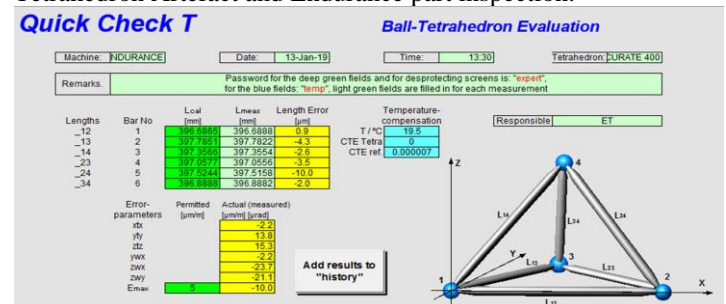 Tetrahedron Artefact and Endurance part inspection.
Quick Check T Ball-Tetrahedron Evaluation
Machine: NDURANCE Date: 13-Jan-19 Time: 13:30 Tetrahedron: CURATE 400
Remarks. Password for the deep green fields and for desprotecting screens is: "expert",
for the blue fields: "temp", light green fields are filled in for each measurement
Lcal Lmeas Length Error Temperature-
Lengths Bar No [mm] [mm] [µm] compensation Responsible ET
_12 1 396.6865 396.6888 0.9 T / °C 19.5
_13 2 397.7851 397.7822 -4.3 CTE Tetra 0
_14 3 397.3566 397.3554 -2.6 CTE ref. 0.000007
_23 4 397.0577 397.0556 -3.5
_24 5 397.5244 397.5158 -10.0
_34 6 396.8888 396.8882 -2.0
Error- Permitted Actual (measured)
parameters [µm/m] [µm/m] [µrad]
xtx -2.2
yty 13.8
ztz 15.3
ywx -2.2
zwx -23.7
zwy -21.1
Emax 5 -10.0
Add results to
"history"
Z
4
L14 L34 L24
Y 3
L13 L23
1 2 X
L12